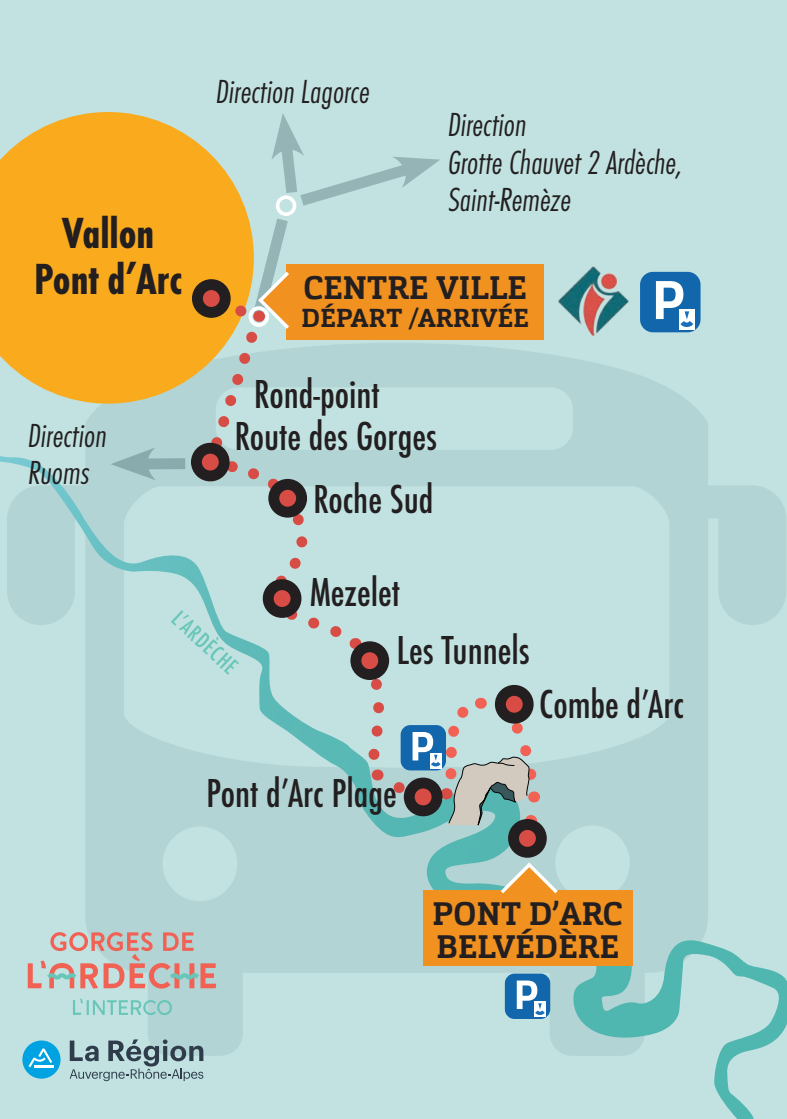 Direction Lagorce
Direction
Grotte Chauvet 2 Ardèche,
Saint-Remèze
Vallon
Pont d'Arc
CENTRE VILLE
DÉPART /ARRIVÉE
P
Rond-point
Route des Gorges
Direction
Ruoms
Roche Sud
Mezelet
L'ARDÈCHE
Les Tunnels
Combe d'Arc
P
Pont d'Arc Plage
PONT D'ARC
BELVÉDÈRE
P
GORGES DE
L'ARDÈCHE
L'INTERCO
La Région
Auvergne-Rhône-Alpes